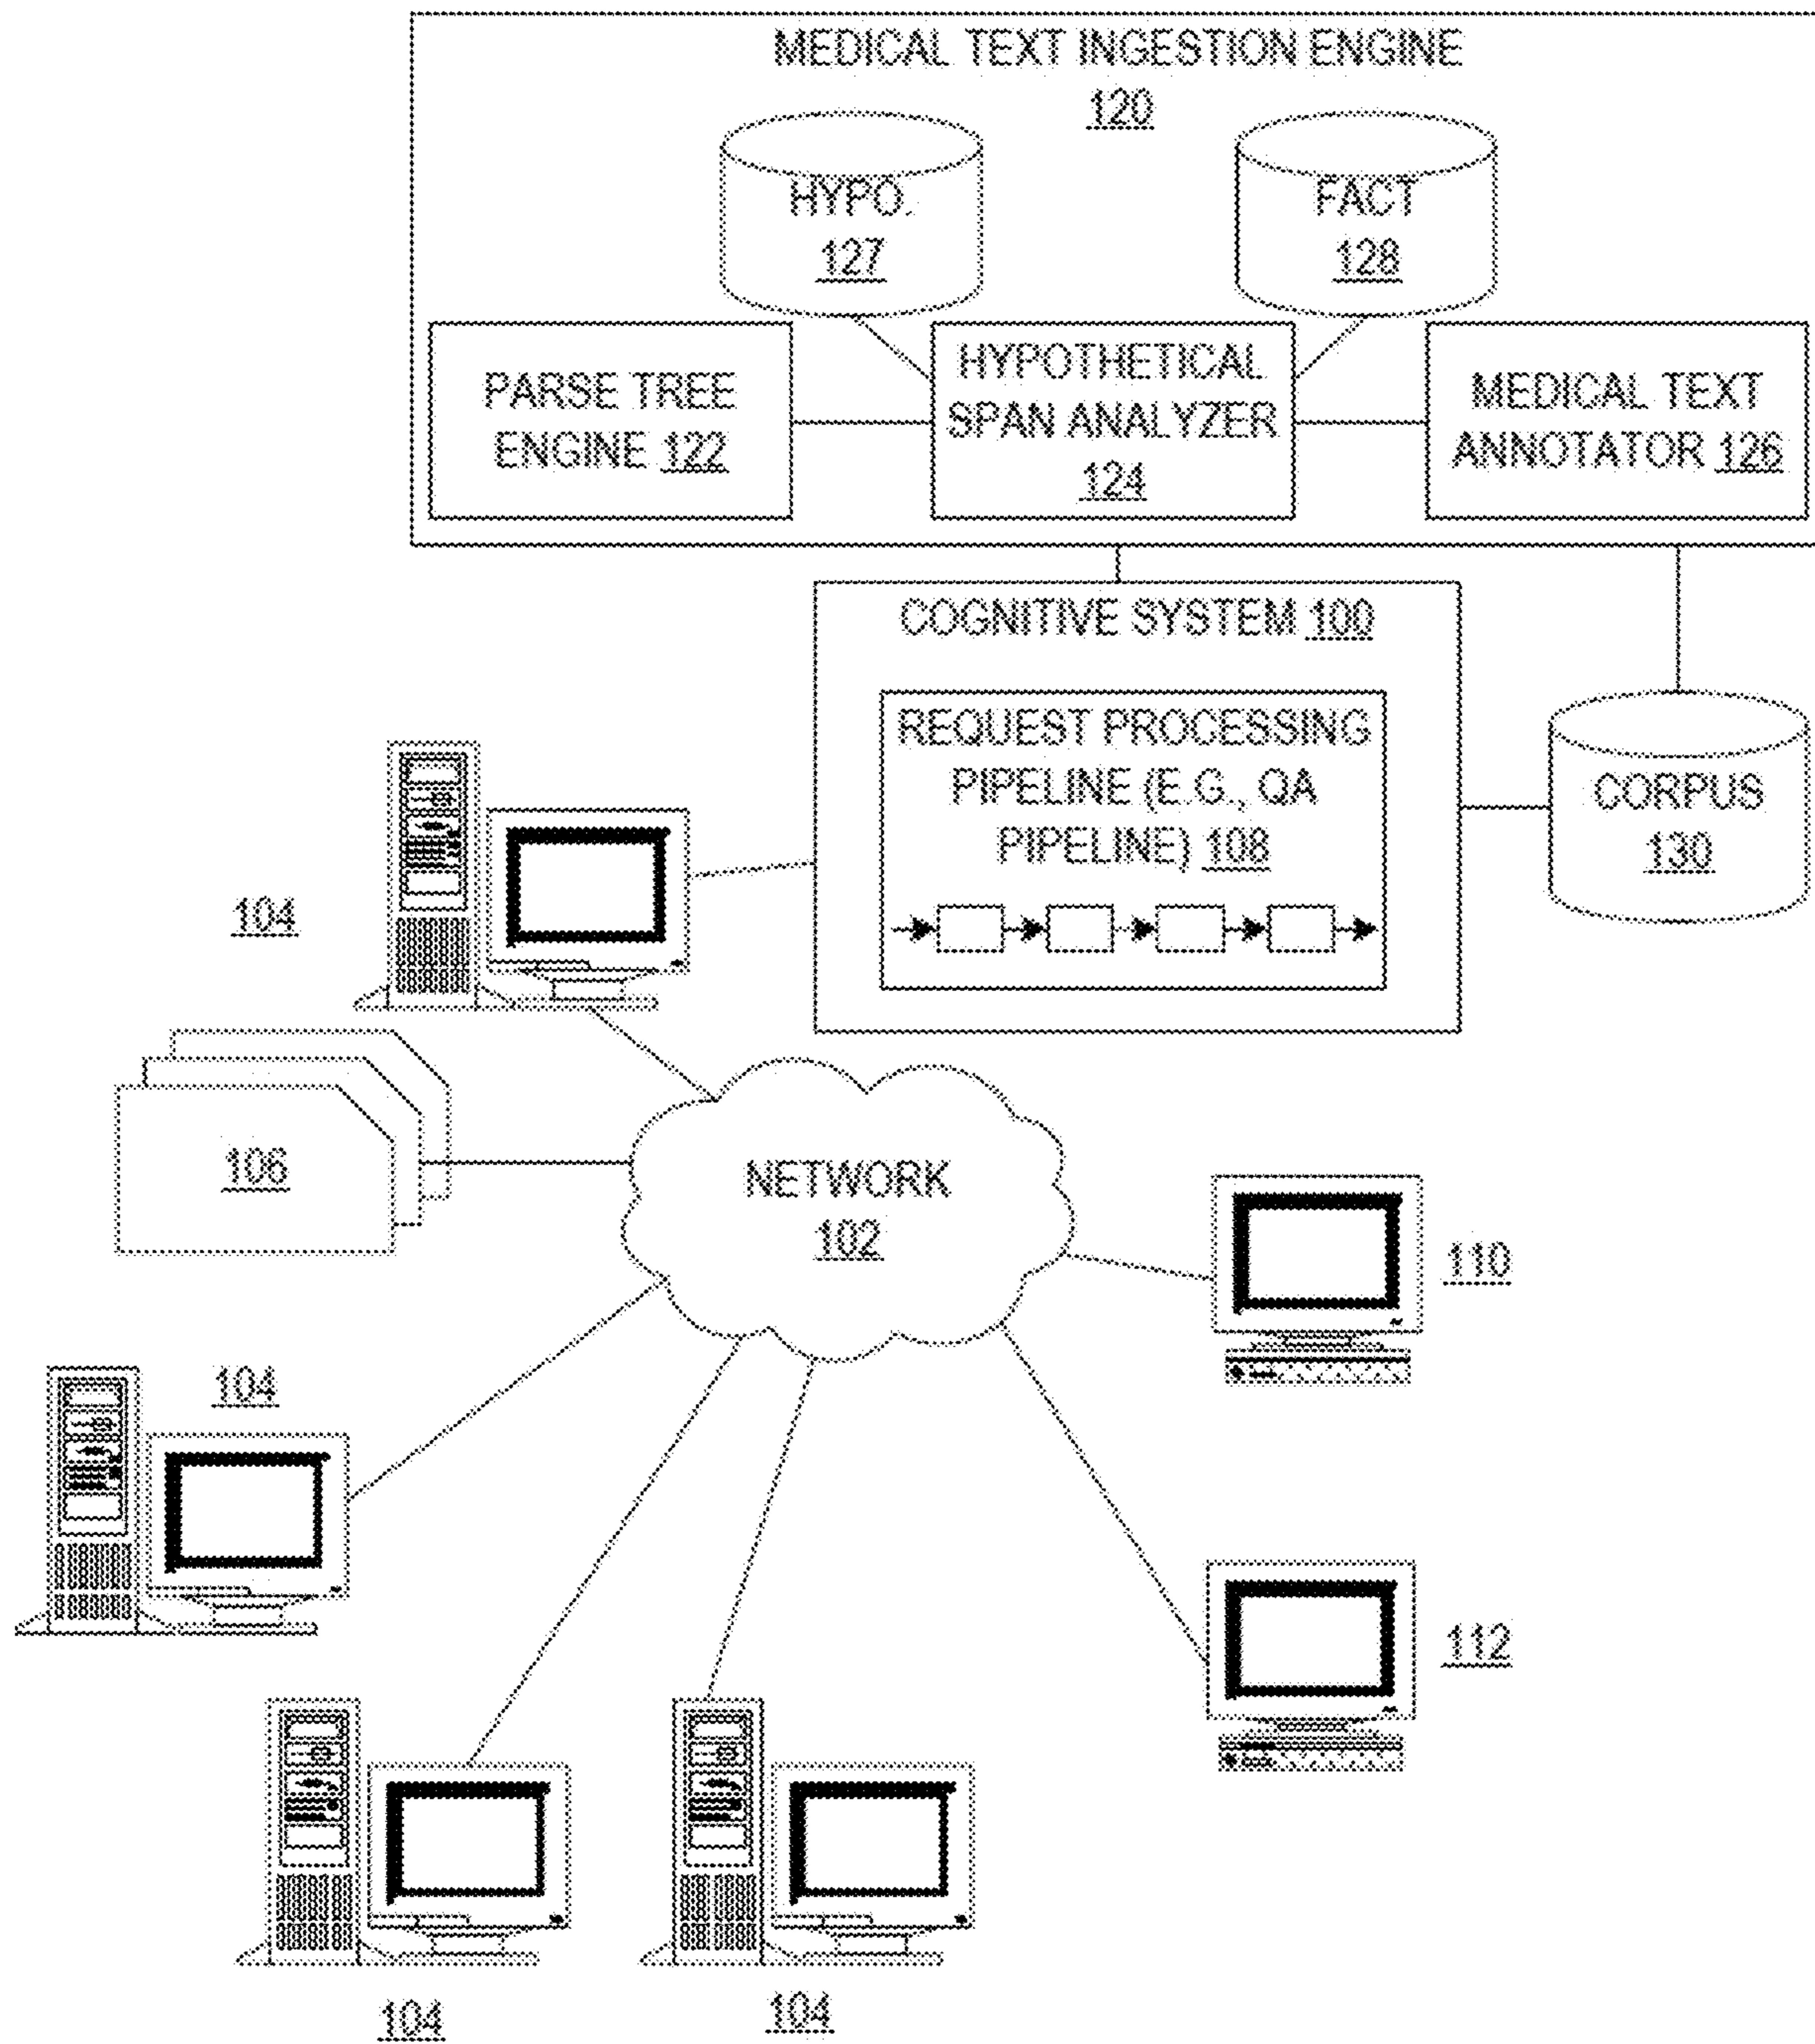 MEDICAL TEXT INGESTION ENGINE
120
HYPO.
127
FACT
128
PARSE TREE
ENGINE 122
HYPOTHETICAL
SPAN ANALYZER
124
MEDICAL TEXT
ANNOTATOR 126
COGNITIVE SYSTEM 100
REQUEST PROCESSING
PIPELINE (E.G., QA
PIPELINE) 108
CORPUS
130
104
106
NETWORK
102
110
104
112
104
104